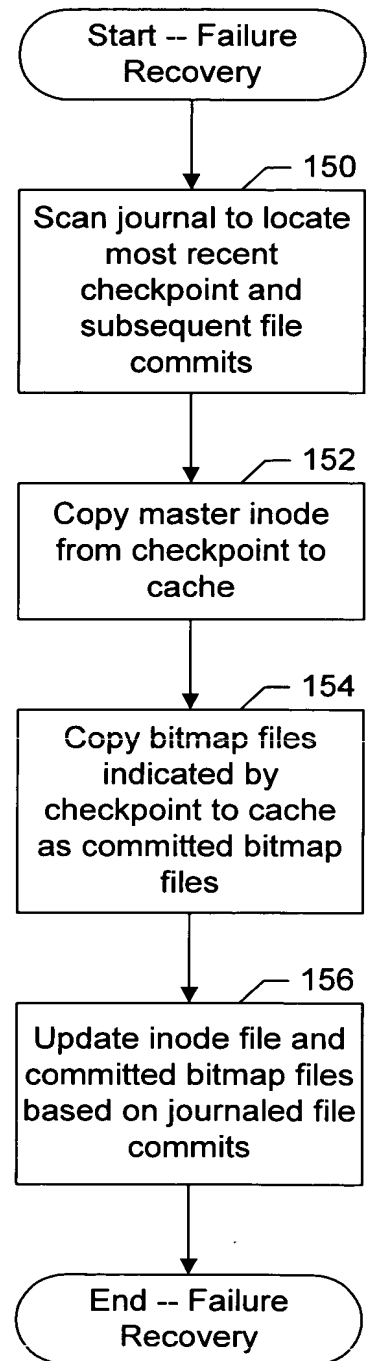 Start -- Failure
Recovery
150
Scan journal to locate
most recent
checkpoint and
subsequent file
commits
152
Copy master inode
from checkpoint to
cache
154
Copy bitmap files
indicated by
checkpoint to cache
as committed bitmap
files
156
Update inode file and
committed bitmap files
based on journaled file
commits
End -- Failure
Recovery